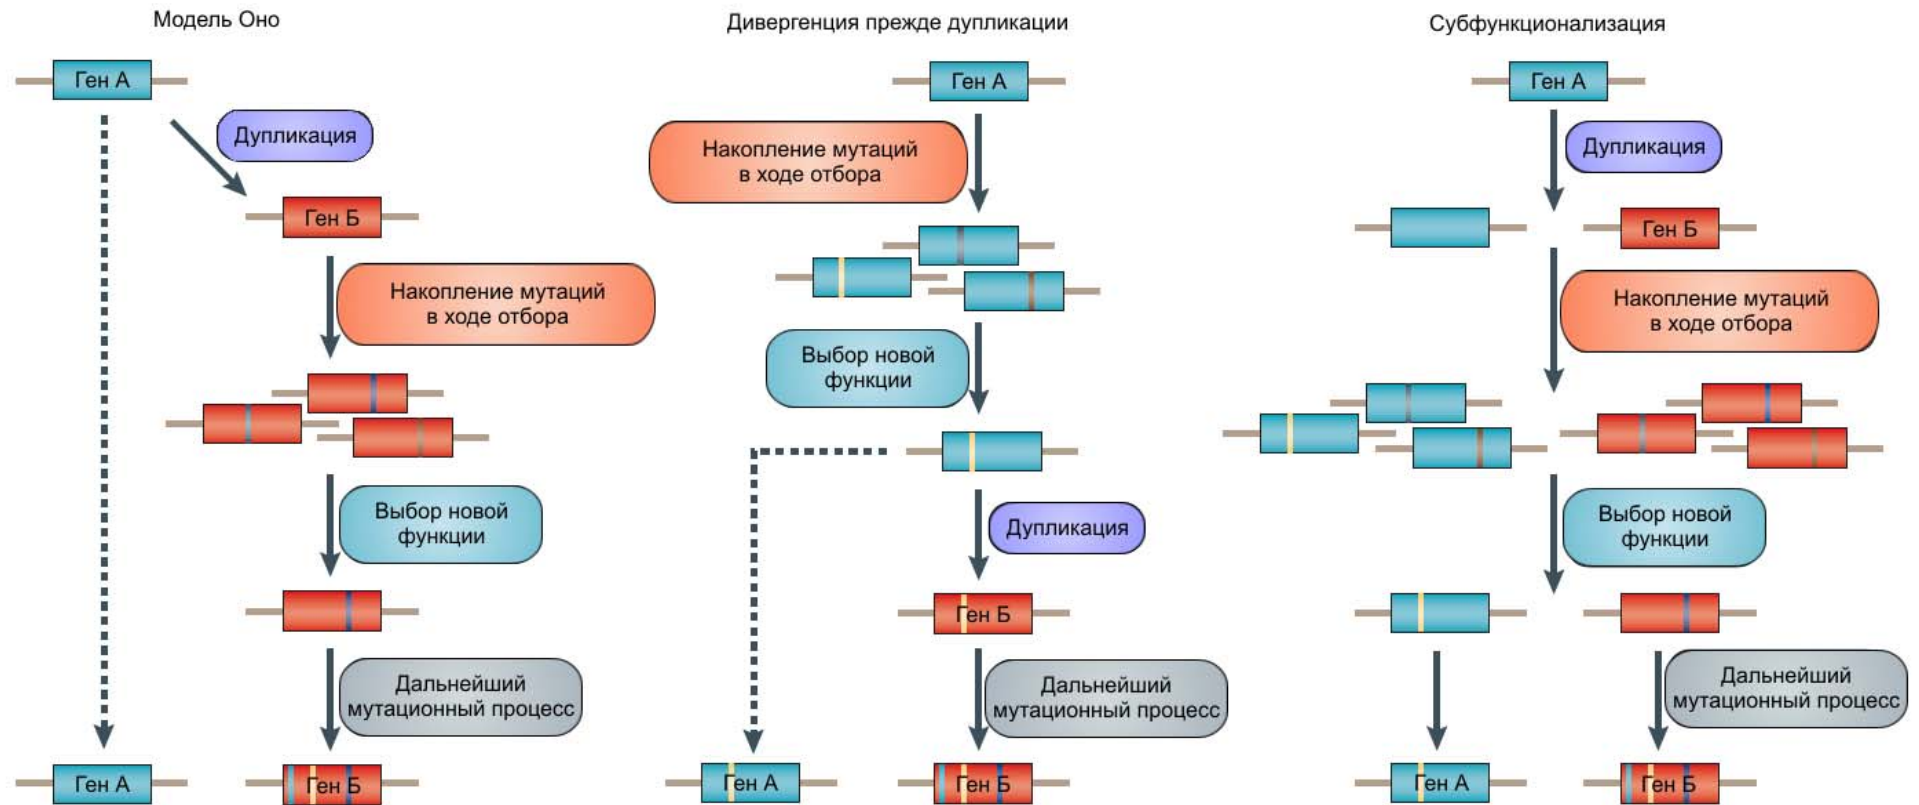 Модель Оно
Ген А
Дупликация
Ген Б
Накопление мутаций
в ходе отбора
Выбор новой
функции
Дальнейший
мутационный процесс
Ген А
Ген Б
Дивергенция прежде дупликации
Ген А
Накопление мутаций
в ходе отбора
Выбор новой
функции
Дупликация
Ген Б
Дальнейший
мутационный процесс
Ген А
Ген Б
Субфункционализация
Ген А
Дупликация
Ген Б
Накопление мутаций
в ходе отбора
Выбор новой
функции
Дальнейший
мутационный процесс
Ген А
Ген Б